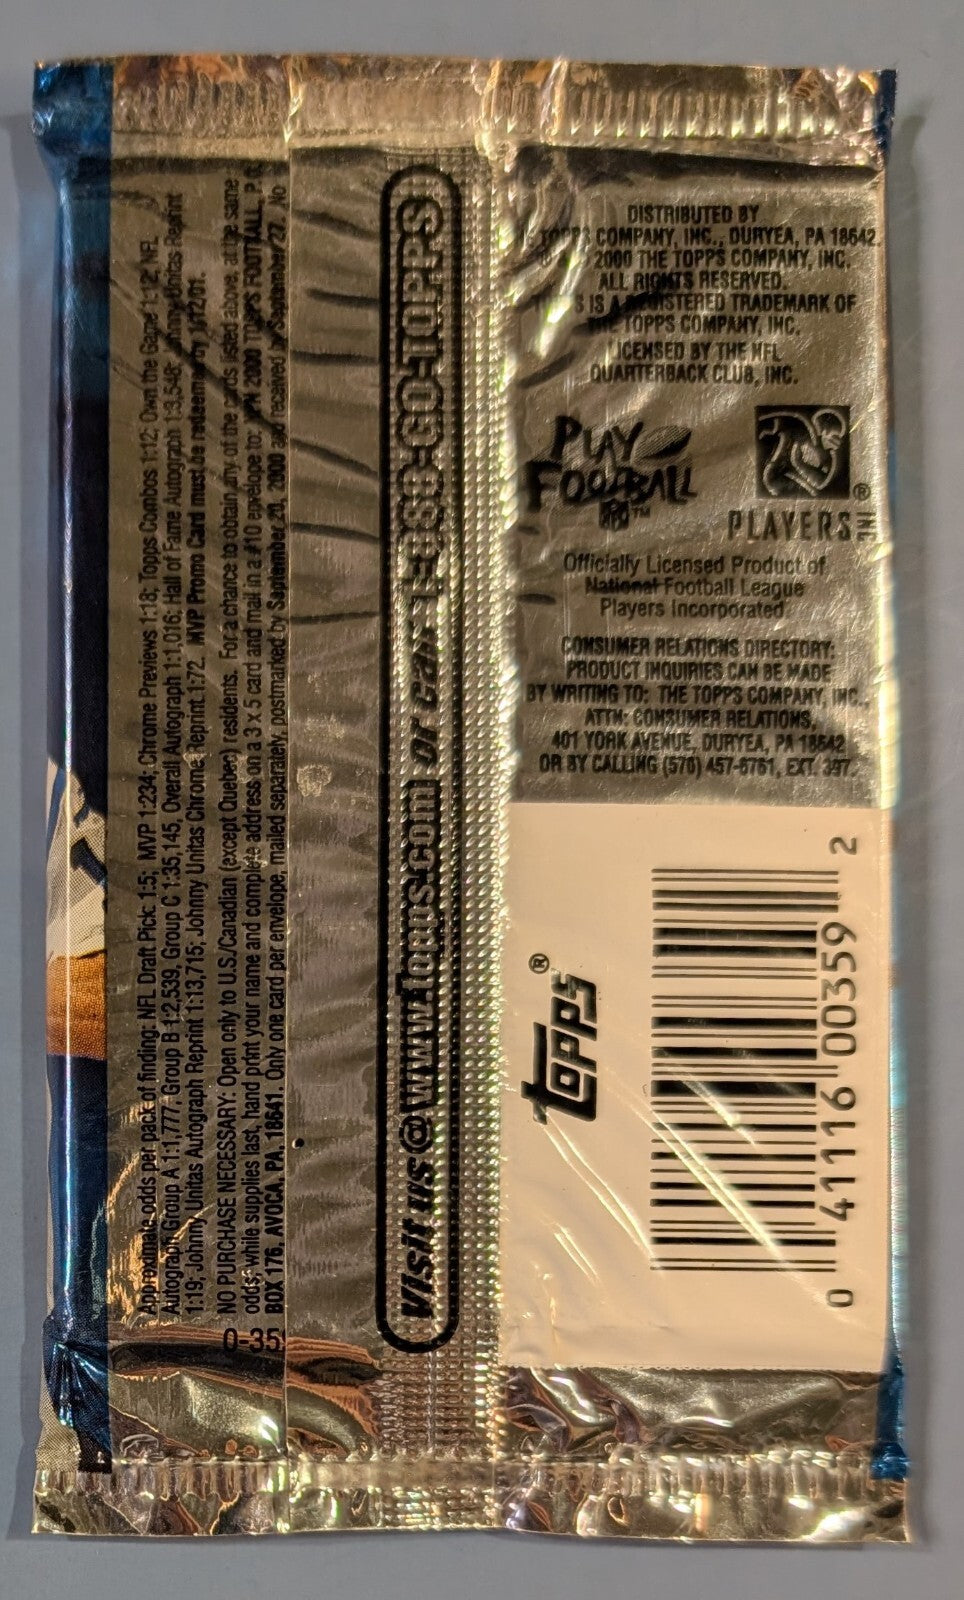 Approximate odds per pack of finding: NFL Draft Pick 1:5; MVP 1:234; Chrome Previews 1:18; Topps Combos 1:12; Own the Game 1:12; NFL
Autograph Group A 1:1,777, Group B 1:2,539, Group C 1:35,145, Overall Autograph 1:1,016; Hall of Fame Autograph 1:3,548; Johnny Unitas Reprint
1:19; Johnny Unitas Autograph Reprint 1:13,715; Johnny Unitas Chrome Reprint 1:72. MVP Promo Card must be redeemed by 1/12/01.
NO PURCHASE NECESSARY: Open only to U.S./Canadian (except Quebec) residents. For a chance to obtain any of the cards listed above, at the same
odds, while supplies last, hand print your name and complete address on a 3 x 5 card and mail in a #10 envelope to: 2000 TOPPS FOOTBALL, P.O.
BOX 176, AVOCA, PA, 18641. Only one card per envelope, mailed separately, postmarked by September 20, 2000 and received by September 27. No
0-35
Visit us@www.topps.com or call 1-888-GO-TOPPS
DISTRIBUTED BY
TOPPS COMPANY, INC., DURYEA, PA 18642
2000 THE TOPPS COMPANY, INC.
ALL RIGHTS RESERVED.
TOPPS IS A REGISTERED TRADEMARK OF
THE TOPPS COMPANY, INC.
LICENSED BY THE NFL
QUARTERBACK CLUB, INC.
PLAY
FOOTBALL
NFL
TM
®
PLAYERS INC
Officially Licensed Product of
National Football League
Players Incorporated
CONSUMER RELATIONS DIRECTORY:
PRODUCT INQUIRIES CAN BE MADE
BY WRITING TO: THE TOPPS COMPANY, INC.,
ATTN: CONSUMER RELATIONS,
401 YORK AVENUE, DURYEA, PA 18642
OR BY CALLING (570) 457-6761, EXT. 397.
topps®
0 41116 00359 2